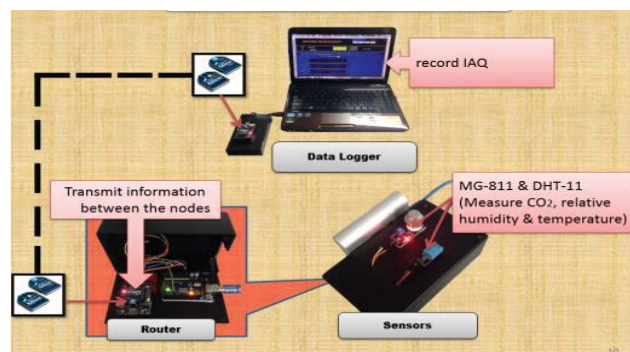 record IAQ
Data Logger
Transmit information
between the nodes
MG-811 & DHT-11
(Measure CO2, relative
humidity & temperature)
Router
Sensors